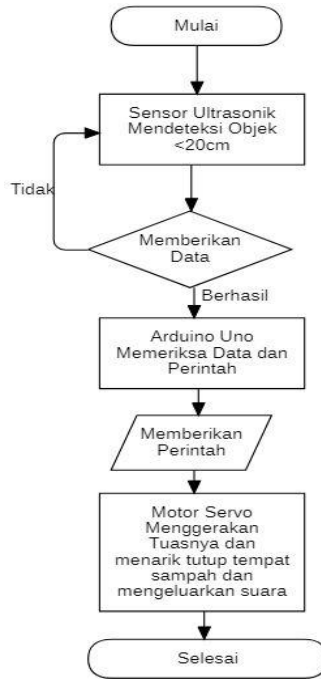 Mulai
Sensor Ultrasonik
Mendeteksi Objek
<20cm
Tidak
Memberikan
Data
Berhasil
Arduino Uno
Memeriksa Data dan
Perintah
Memberikan
Perintah
Motor Servo
Menggerakan
Tuasnya dan
menarik tutup tempat
sampah dan
mengeluarkan suara
Selesai